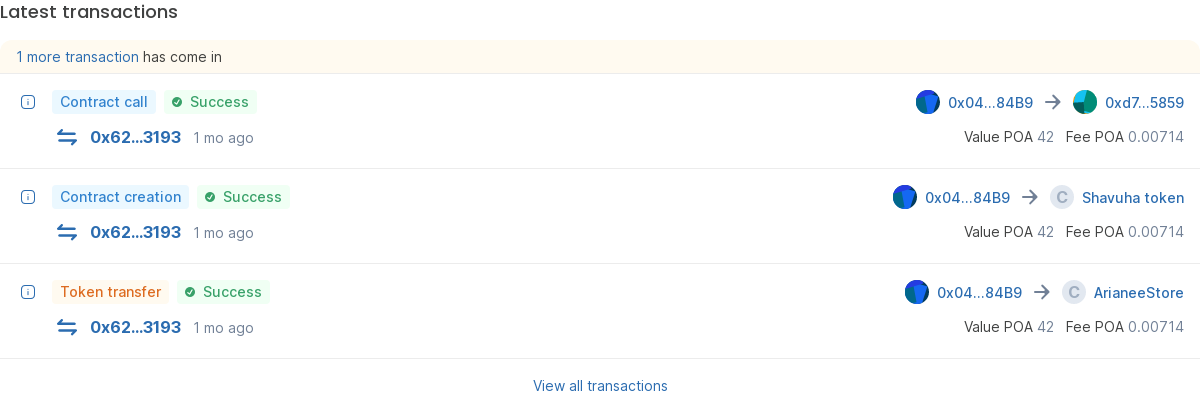 Latest transactions
1 more transaction has come in
Contract call Success 0x04...84B9 0xd7...5859
0x62...3193 1 mo ago Value POA 42 Fee POA 0.00714
Contract creation Success 0x04...84B9 C Shavuha token
0x62...3193 1 mo ago Value POA 42 Fee POA 0.00714
Token transfer Success 0x04...84B9 C ArianeeStore
0x62...3193 1 mo ago Value POA 42 Fee POA 0.00714
View all transactions